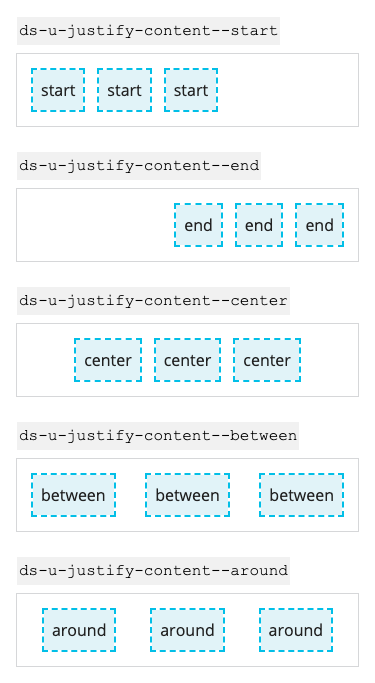 ds-u-justify-content--start
start start start
ds-u-justify-content--end
end end end
ds-u-justify-content--center
center center center
ds-u-justify-content--between
between between between
ds-u-justify-content--around
around around around